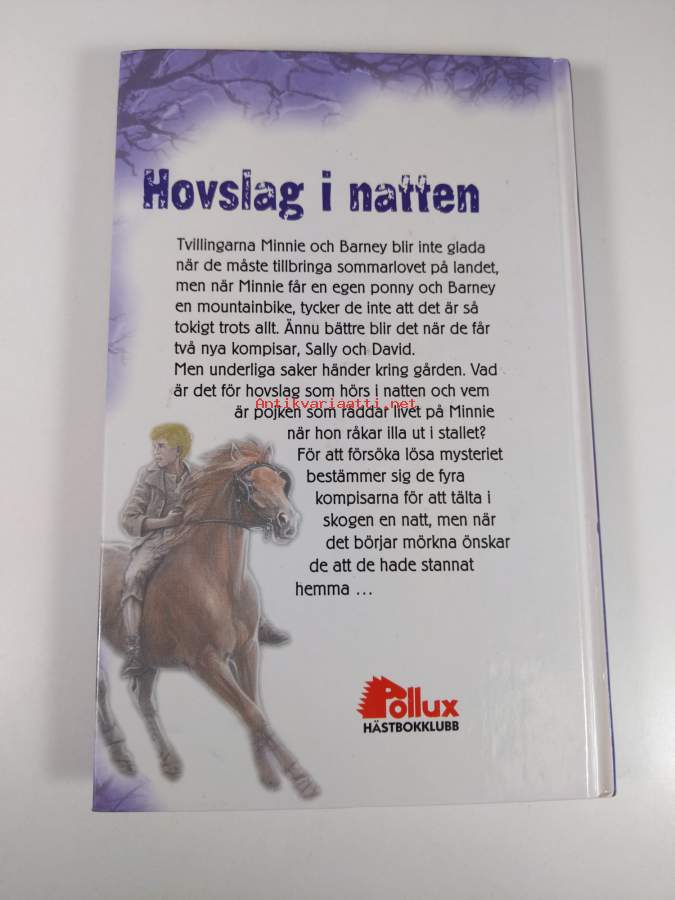 Hovslag i natten
Tvillingarna Minnie och Barney blir inte glada
när de måste tillbringa sommarlovet på landet,
men när Minnie får en egen ponny och Barney
en mountainbike, tycker de inte att det är så
tokigt trots allt. Ännu bättre blir det när de får
två nya kompisar, Sally och David.
Men underliga saker händer kring gården. Vad
är det för hovslag som hörs i natten och vem
Antikvariaatti.net
är pojken som räddar livet på Minnie
när hon råkar illa ut i stallet?
För att försöka lösa mysteriet
bestämmer sig de fyra
kompisarna för att tälta i
skogen en natt, men när
det börjar mörkna önskar
de att de hade stannat
hemma ...
Pollux
HÄSTBOKKLUBB